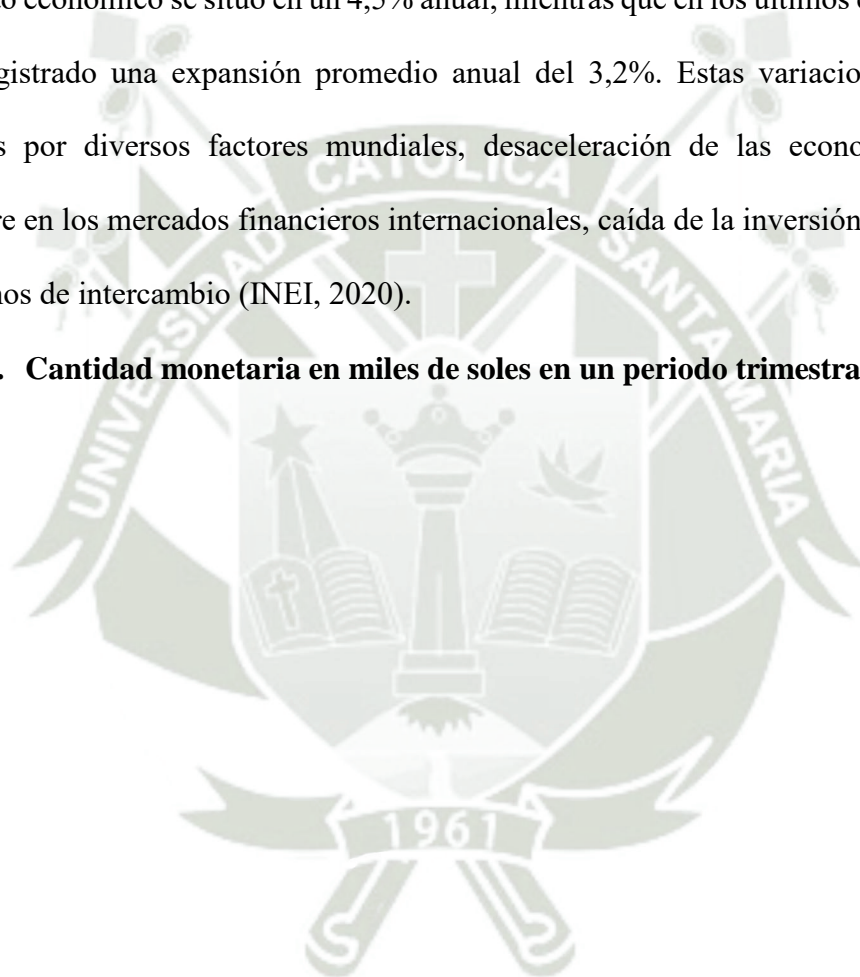 económico se situó en un 4,5% anual, mientras que en los últimos
gistrado una expansión promedio anual del 3,2%. Estas variacio
s por diversos factores mundiales, desaceleración de las econo
re en los mercados financieros internacionales, caída de la inversión
nos de intercambio (INEI, 2020).
. Cantidad monetaria en miles de soles en un periodo trimestra
UNIVERSIDAD CATOLICA SANTA MARIA
1961